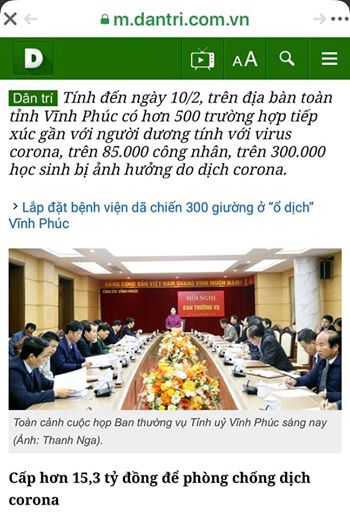 m.dantri.com.vn
D
AA
Dân trí Tính đến ngày 10/2, trên địa bàn toàn
tỉnh Vĩnh Phúc có hơn 500 trường hợp tiếp
xúc gần với người dương tính với virus
corona, trên 85.000 công nhân, trên 300.000
học sinh bị ảnh hưởng do dịch corona.
Lắp đặt bệnh viện dã chiến 300 giường ở "ổ dịch"
Vĩnh Phúc
ĐẢNG CỘNG SẢN VIỆT NAM QUANG VINH MUÔN NĂM
TỈNH ỦY VĨNH PHÚC
HỘI NGHỊ
BAN THƯỜNG VỤ
Toàn cảnh cuộc họp Ban thường vụ Tỉnh uỷ Vĩnh Phúc sáng nay
(Ảnh: Thanh Nga).
Cấp hơn 15,3 tỷ đồng để phòng chống dịch
corona